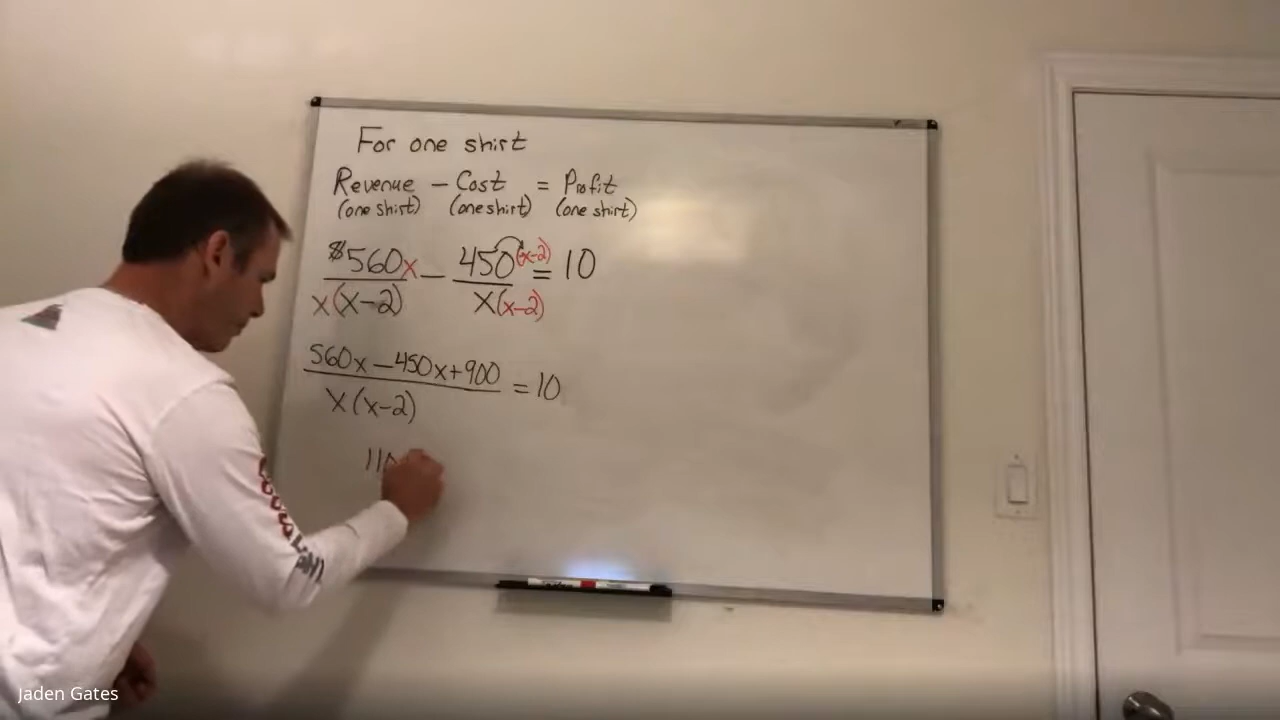 For one shirt
Revenue - Cost = Profit
(one shirt) (one shirt) (one shirt)
$560x - 450(x-2) = 10
x(x-2) x(x-2)
560x - 450x + 900 = 10
x(x-2)
110
Jaden Gates